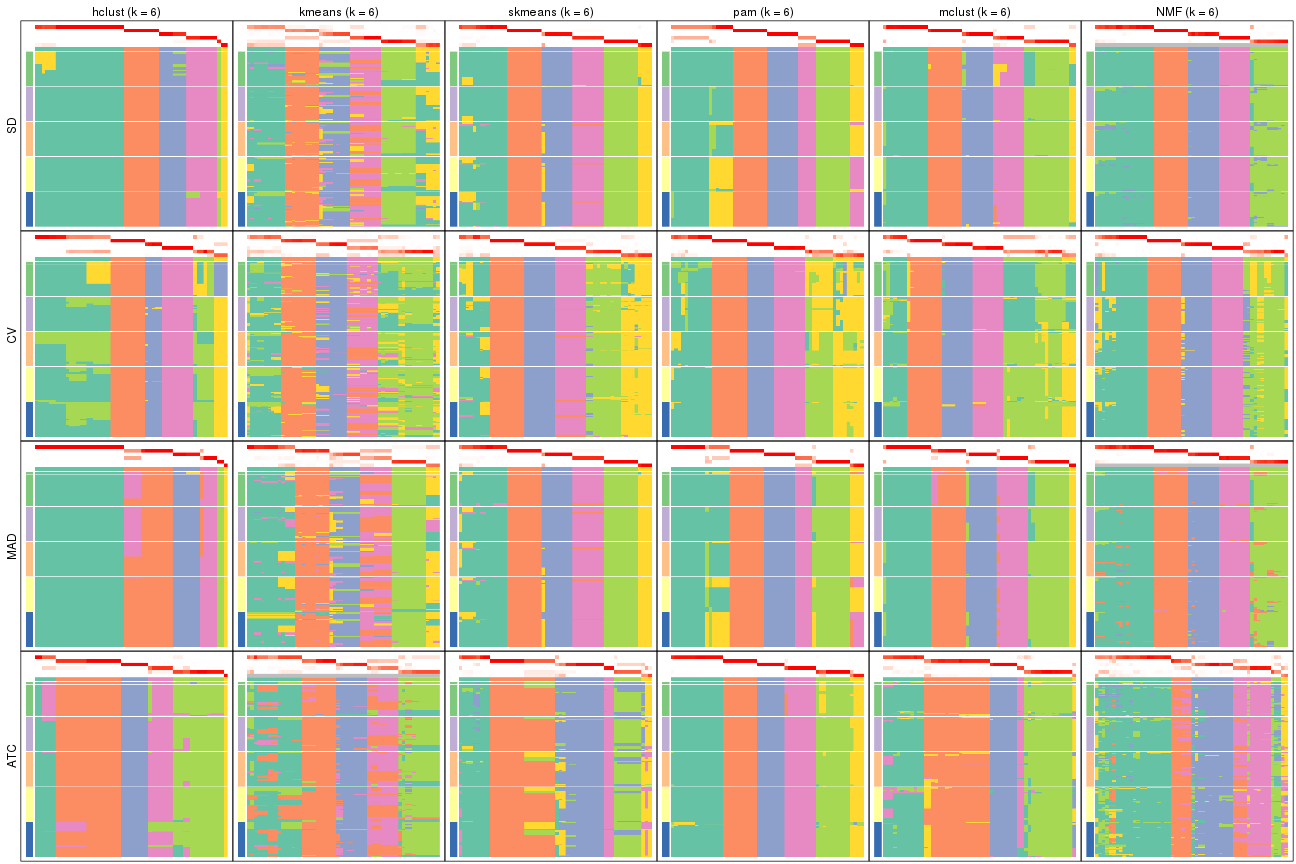 hclust (k = 6) kmeans (k = 6) skmeans (k = 6) pam (k = 6) mclust (k = 6) NMF (k = 6)
SD
CV
MAD
ATC